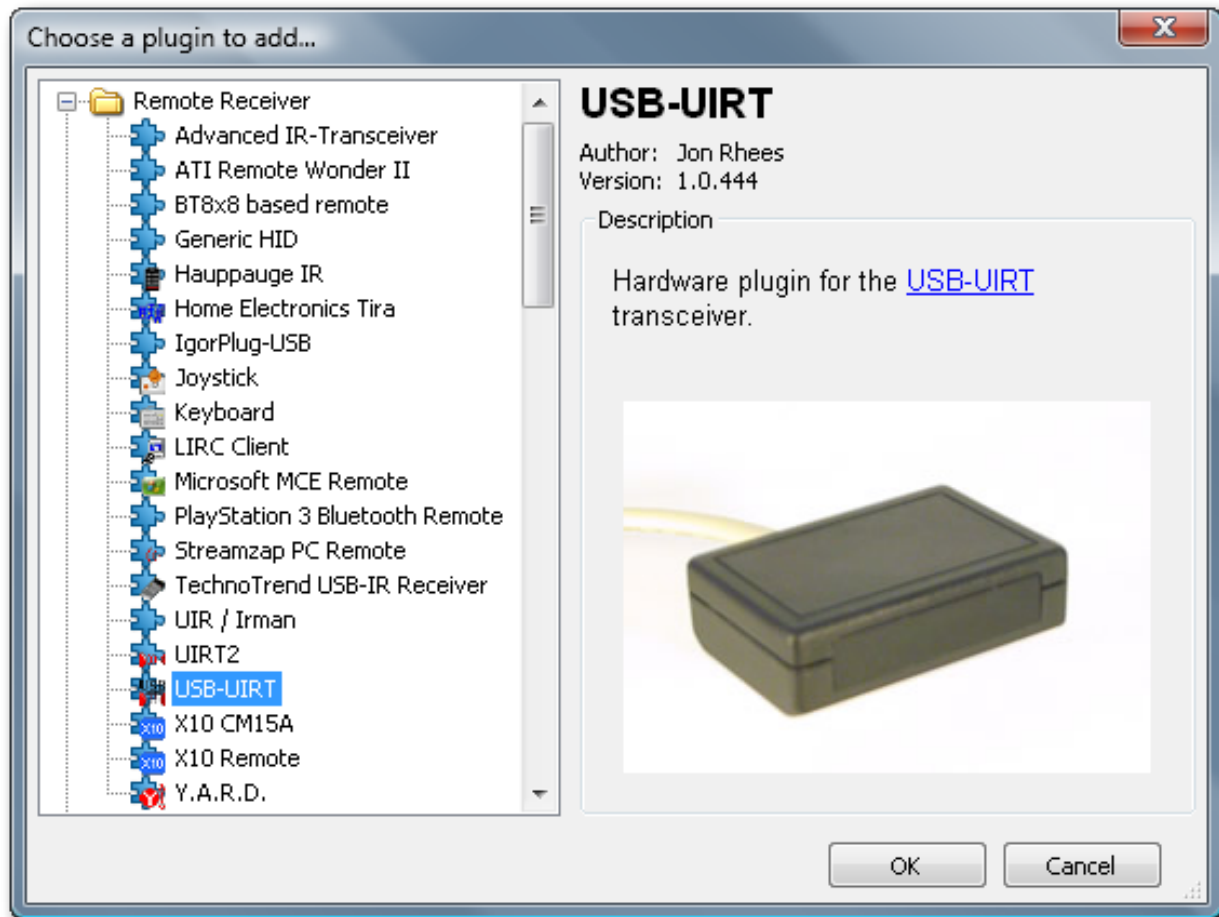 Choose a plugin to add...
Remote Receiver
Advanced IR-Transceiver
ATI Remote Wonder II
BT8x8 based remote
Generic HID
Hauppauge IR
Home Electronics Tira
IgorPlug-USB
Joystick
Keyboard
LIRC Client
Microsoft MCE Remote
PlayStation 3 Bluetooth Remote
Streamzap PC Remote
TechnoTrend USB-IR Receiver
UIR / Irman
UIRT2
USB-UIRT
X10 CM15A
X10 Remote
Y.A.R.D.
USB-UIRT
Author: Jon Rhees
Version: 1.0.444
Description
Hardware plugin for the USB-UIRT
transceiver.
OK
Cancel